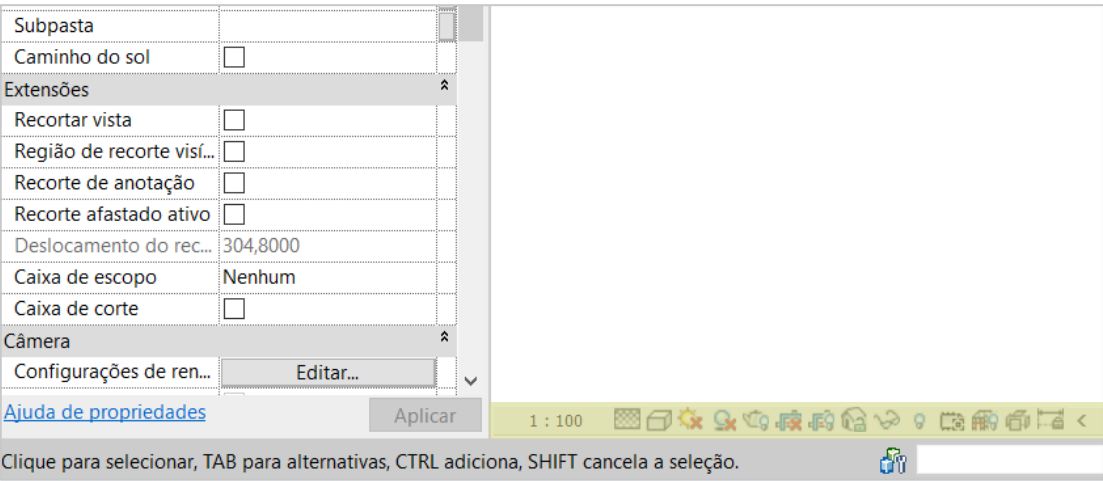 Subpasta
Caminho do sol
Extensões
Recortar vista
Região de recorte visí...
Recorte de anotação
Recorte afastado ativo
Deslocamento do rec... 304,8000
Caixa de escopo Nenhum
Caixa de corte
Câmera
Configurações de ren... Editar...
Ajuda de propriedades Aplicar
1 : 100
Clique para selecionar, TAB para alternativas, CTRL adiciona, SHIFT cancela a seleção.